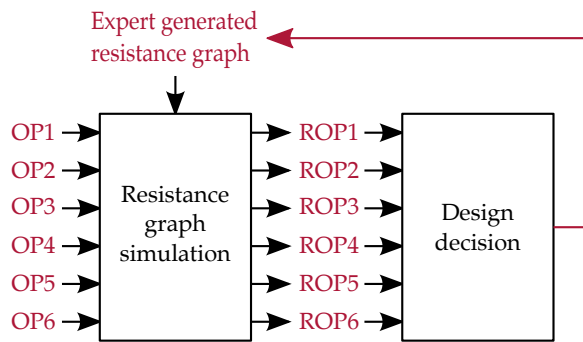 Expert generated
resistance graph
OP1
OP2
OP3
OP4
OP5
OP6
Resistance
graph
simulation
ROP1
ROP2
ROP3
ROP4
ROP5
ROP6
Design
decision